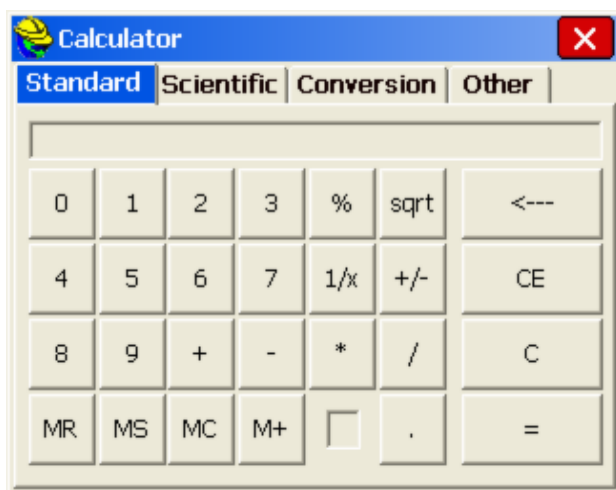 Calculator
Standard Scientific Conversion Other
0 1 2 3 % sqrt <---
4 5 6 7 1/x +/- CE
8 9 + - * / C
MR MS MC M+ . =